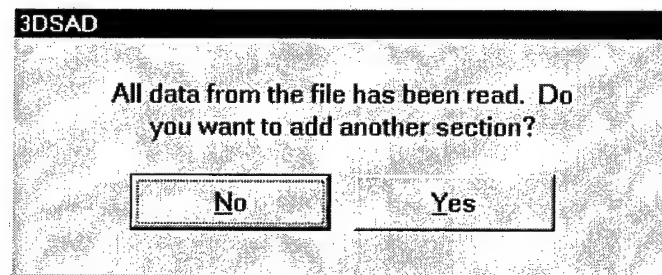 3DSAD
All data from the file has been read. Do
you want to add another section?
No Yes